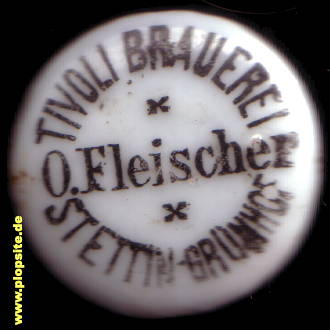 TIVOLI BRAUEREI
O.Fleischer
STETTIN-GRÜNHOF
www.plopsite.de